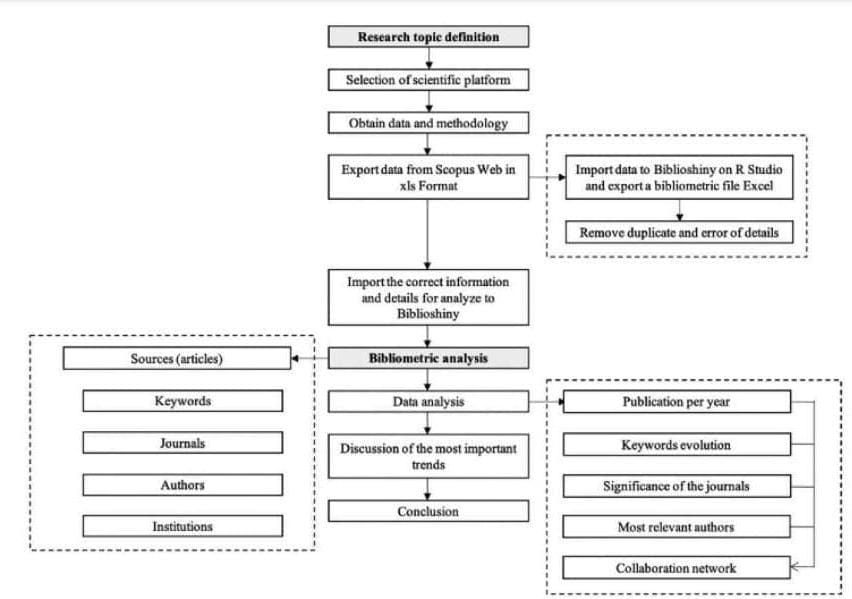 Research topic definition
Selection of scientific platform
Obtain data and methodology
Export data from Scopus Web in
xls Format
Import data to Biblioshiny on R Studio
and export a bibliometric file Excel
Remove duplicate and error of details
Import the correct information
and details for analyze to
Biblioshiny
Bibliometric analysis
Sources (articles)
Keywords
Journals
Authors
Institutions
Data analysis
Discussion of the most important
trends
Conclusion
Publication per year
Keywords evolution
Significance of the journals
Most relevant authors
Collaboration network